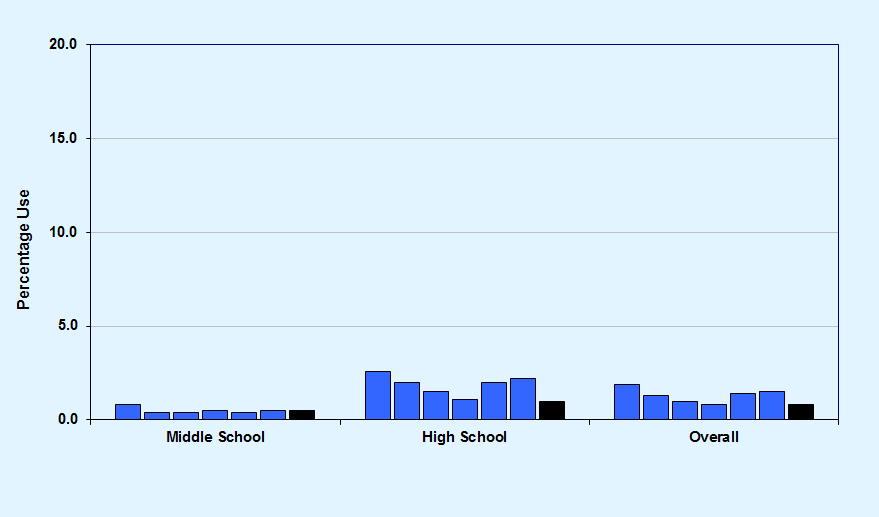 20.0
15.0
10.0
5.0
0.0
Percentage Use
Middle School
High School
Overall